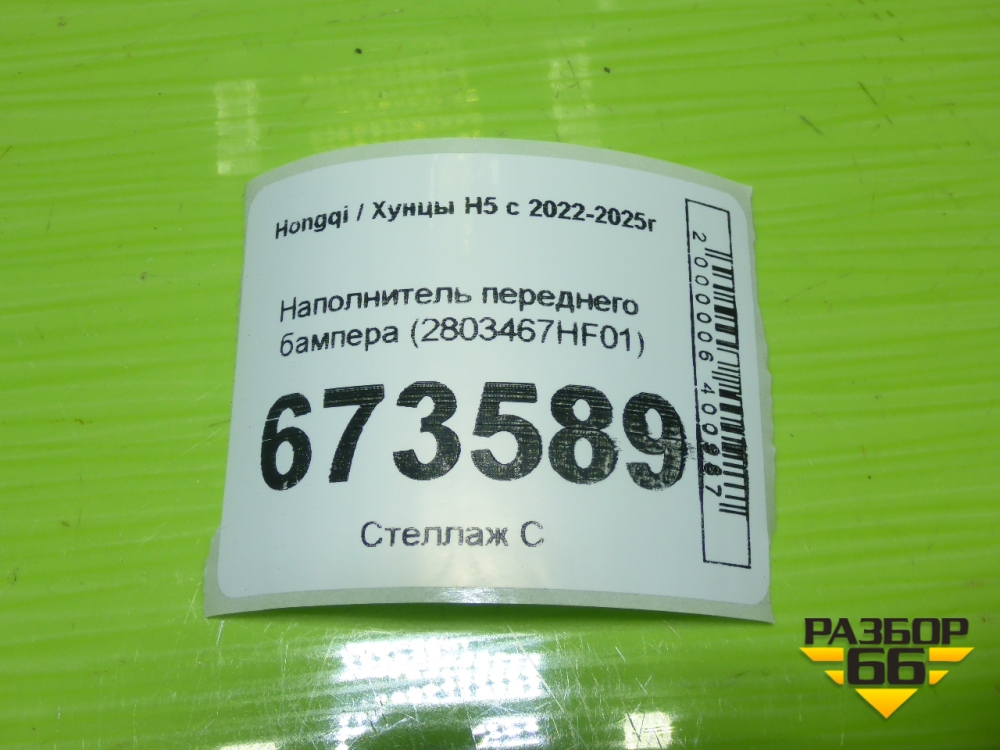 Hongqi / Хунцы H5 с 2022-2025г
Наполнитель переднего
бампера (2803467HF01)
673589
Стеллаж С
РАЗБОР
66